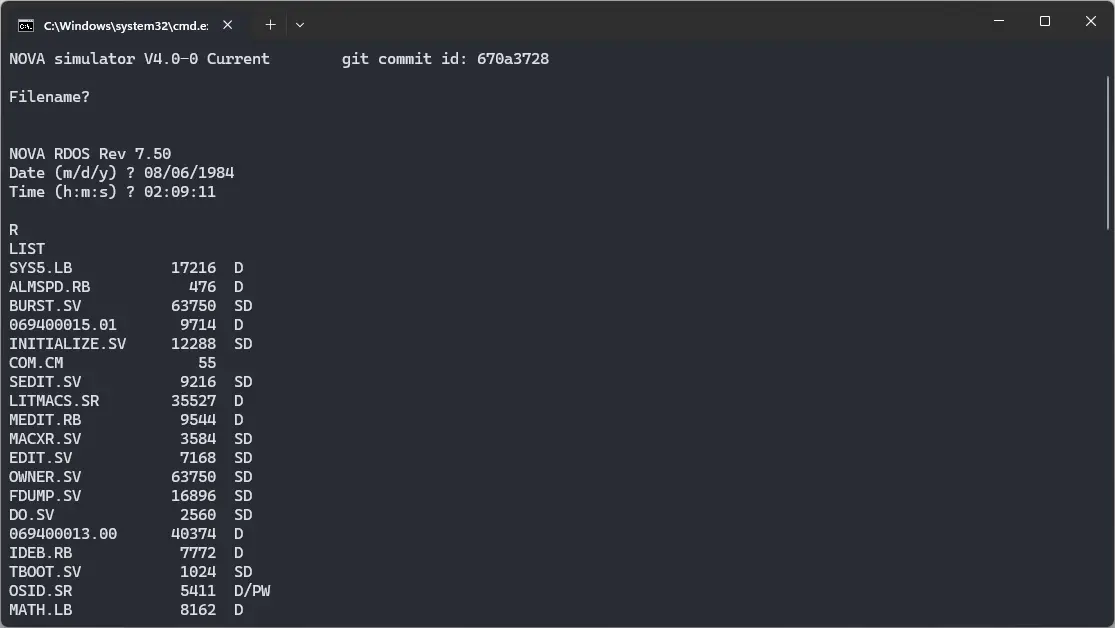 C:\Windows\system32\cmd.e:
NOVA simulator V4.0-0 Current        git commit id: 670a3728
Filename?
NOVA RDOS Rev 7.50
Date (m/d/y) ? 08/06/1984
Time (h:m:s) ? 02:09:11
R
LIST
SYS5.LB           17216  D
ALMSPD.RB           476  D
BURST.SV          63750  SD
069400015.01       9714  D
INITIALIZE.SV     12288  SD
COM.CM               55
SEDIT.SV           9216  SD
LITMACS.SR        35527  D
MEDIT.RB           9544  D
MACXR.SV           3584  SD
EDIT.SV            7168  SD
OWNER.SV          63750  SD
FDUMP.SV          16896  SD
DO.SV              2560  SD
069400013.00      40374  D
IDEB.RB            7772  D
TBOOT.SV           1024  SD
OSID.SR            5411  D/PW
MATH.LB            8162  D